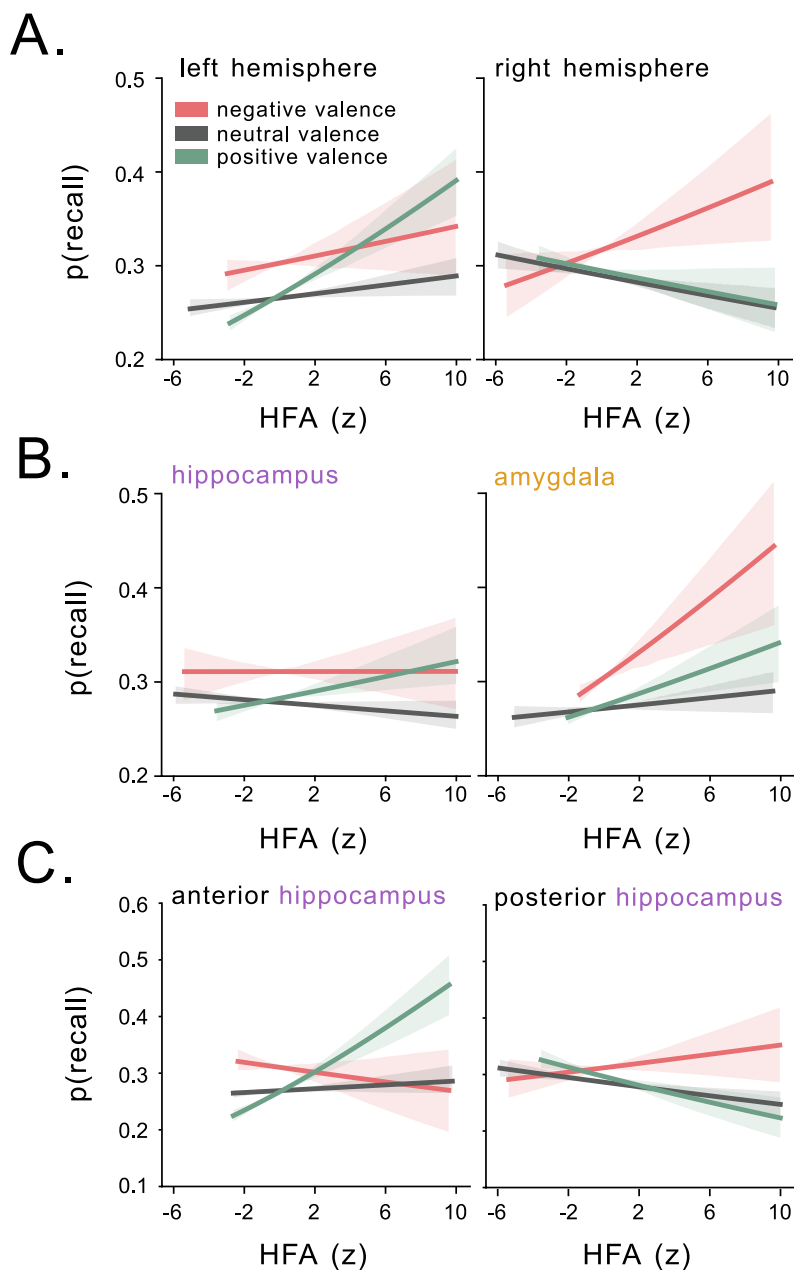 A.
left hemisphere
right hemisphere
negative valence
neutral valence
positive valence
p(recall)
0.5
0.4
0.3
0.2
-6 -2 2 6 10
-6 -2 2 6 10
HFA (z)
HFA (z)
B.
hippocampus
amygdala
p(recall)
0.5
0.4
0.3
0.2
-6 -2 2 6 10
-6 -2 2 6 10
HFA (z)
HFA (z)
C.
anterior hippocampus
posterior hippocampus
p(recall)
0.6
0.5
0.4
0.3
0.2
0.1
-6 -2 2 6 10
-6 -2 2 6 10
HFA (z)
HFA (z)